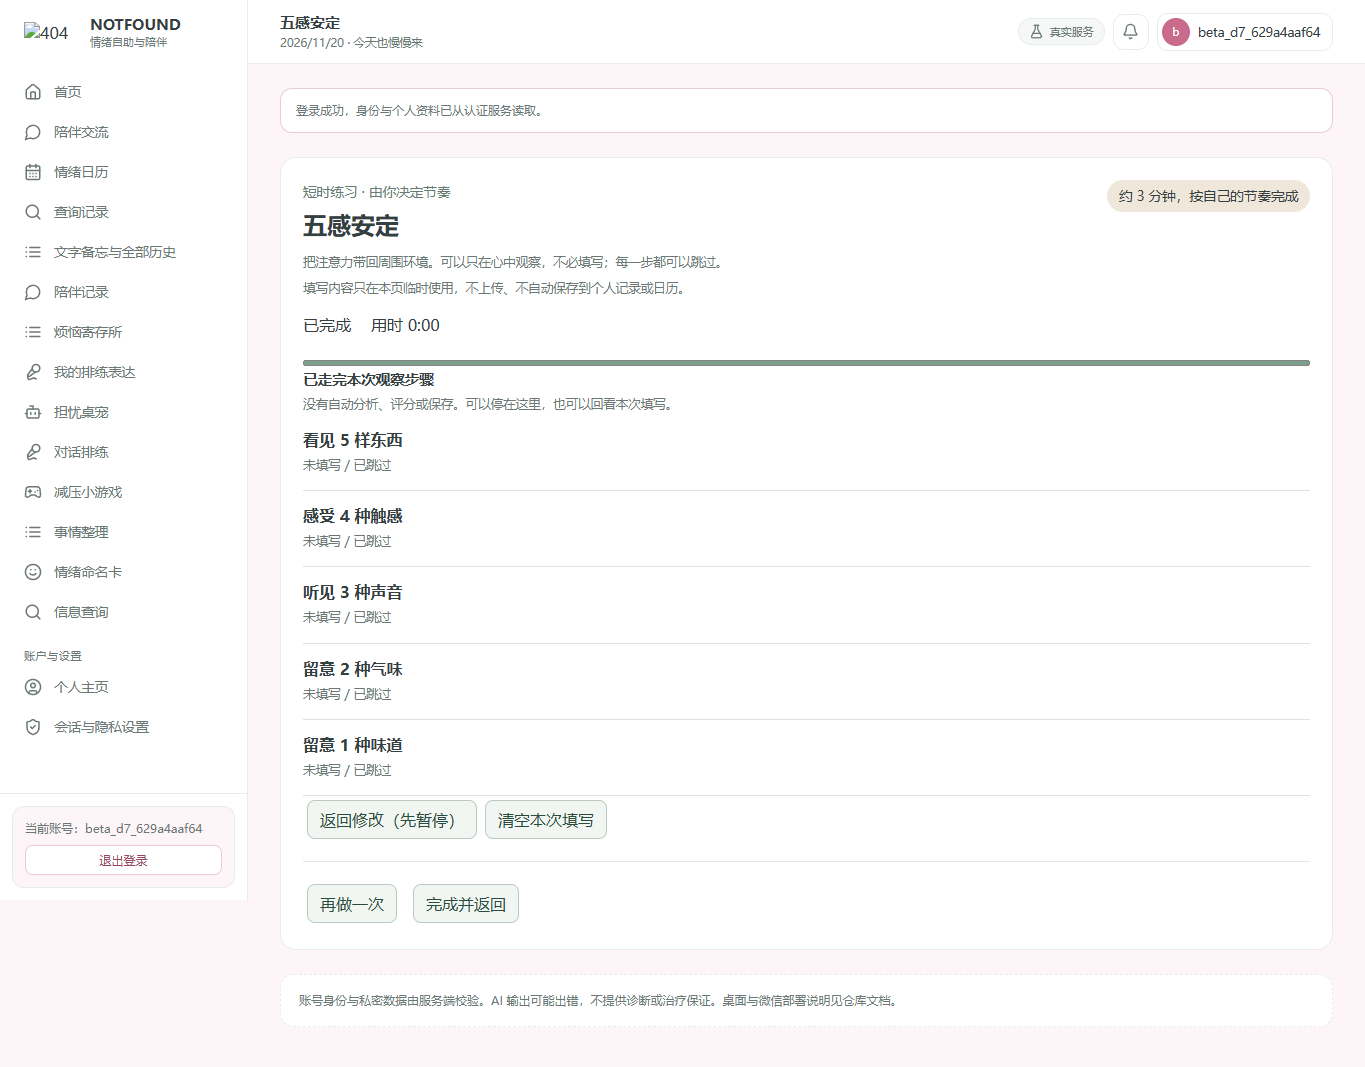 404
NOTFOUND
情绪自助与陪伴
首页
陪伴交流
情绪日历
查询记录
文字备忘与全部历史
陪伴记录
烦恼寄存所
我的排练表达
担忧桌宠
对话排练
减压小游戏
事情整理
情绪命名卡
信息查询
账户与设置
个人主页
会话与隐私设置
当前账号：beta_d7_629a4aaf64
退出登录
五感安定
2026/11/20 · 今天也慢慢来
真实服务
b
beta_d7_629a4aaf64
登录成功，身份与个人资料已从认证服务读取。
短时练习 · 由你决定节奏
约 3 分钟，按自己的节奏完成
五感安定
把注意力带回周围环境。可以只在心中观察，不必填写；每一步都可以跳过。
填写内容只在本页临时使用，不上传、不自动保存到个人记录或日历。
已完成 用时 0:00
已走完本次观察步骤
没有自动分析、评分或保存。可以停在这里，也可以回看本次填写。
看见 5 样东西
未填写 / 已跳过
感受 4 种触感
未填写 / 已跳过
听见 3 种声音
未填写 / 已跳过
留意 2 种气味
未填写 / 已跳过
留意 1 种味道
未填写 / 已跳过
返回修改（先暂停） 清空本次填写
再做一次 完成并返回
账号身份与私密数据由服务端校验。AI 输出可能出错，不提供诊断或治疗保证。桌面与微信部署说明见仓库文档。